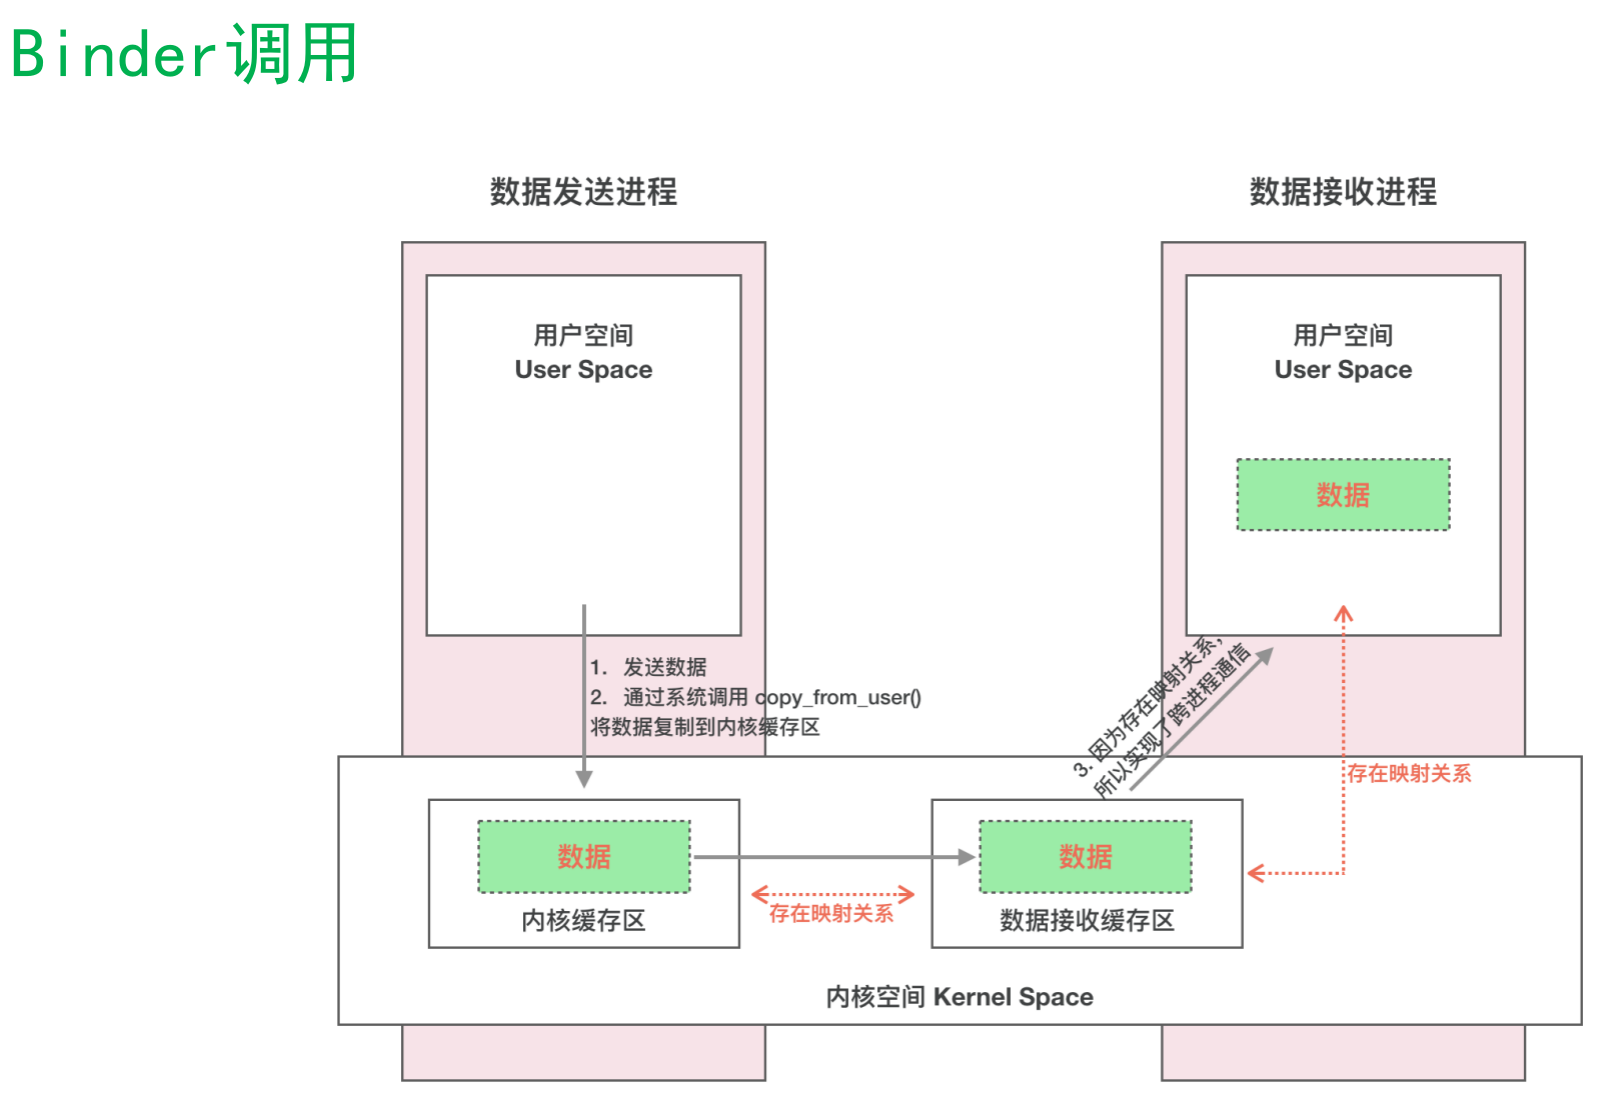 Binder调用
数据发送进程
数据接收进程
用户空间
User Space
用户空间
User Space
数据
1. 发送数据
2. 通过系统调用 copy_from_user()
将数据复制到内核缓存区
3. 因为存在映射关系,
所以实现了跨进程通信
存在映射关系
数据
数据
存在映射关系
内核缓存区
数据接收缓存区
内核空间 Kernel Space